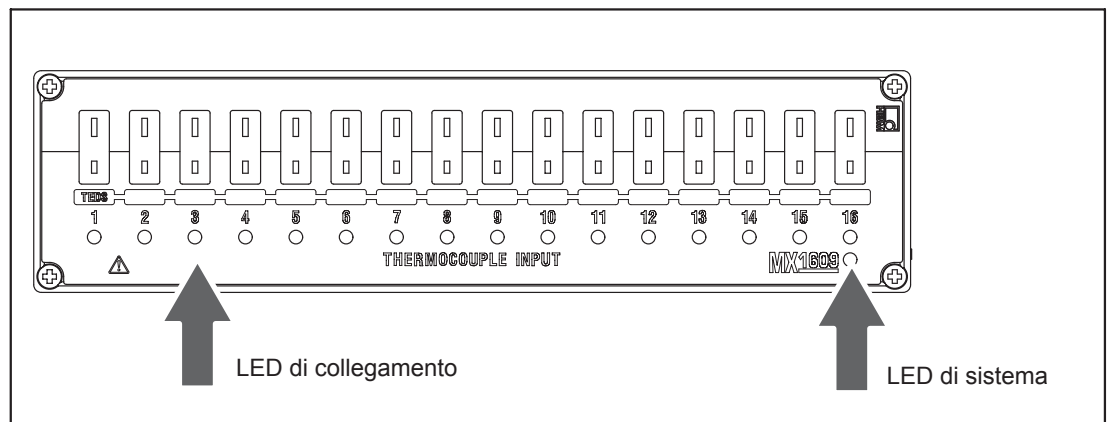 TEDS
1 2 3 4 5 6 7 8 9 10 11 12 13 14 15 16
THERMOCOUPLE INPUT MX1609
LED di collegamento
LED di sistema